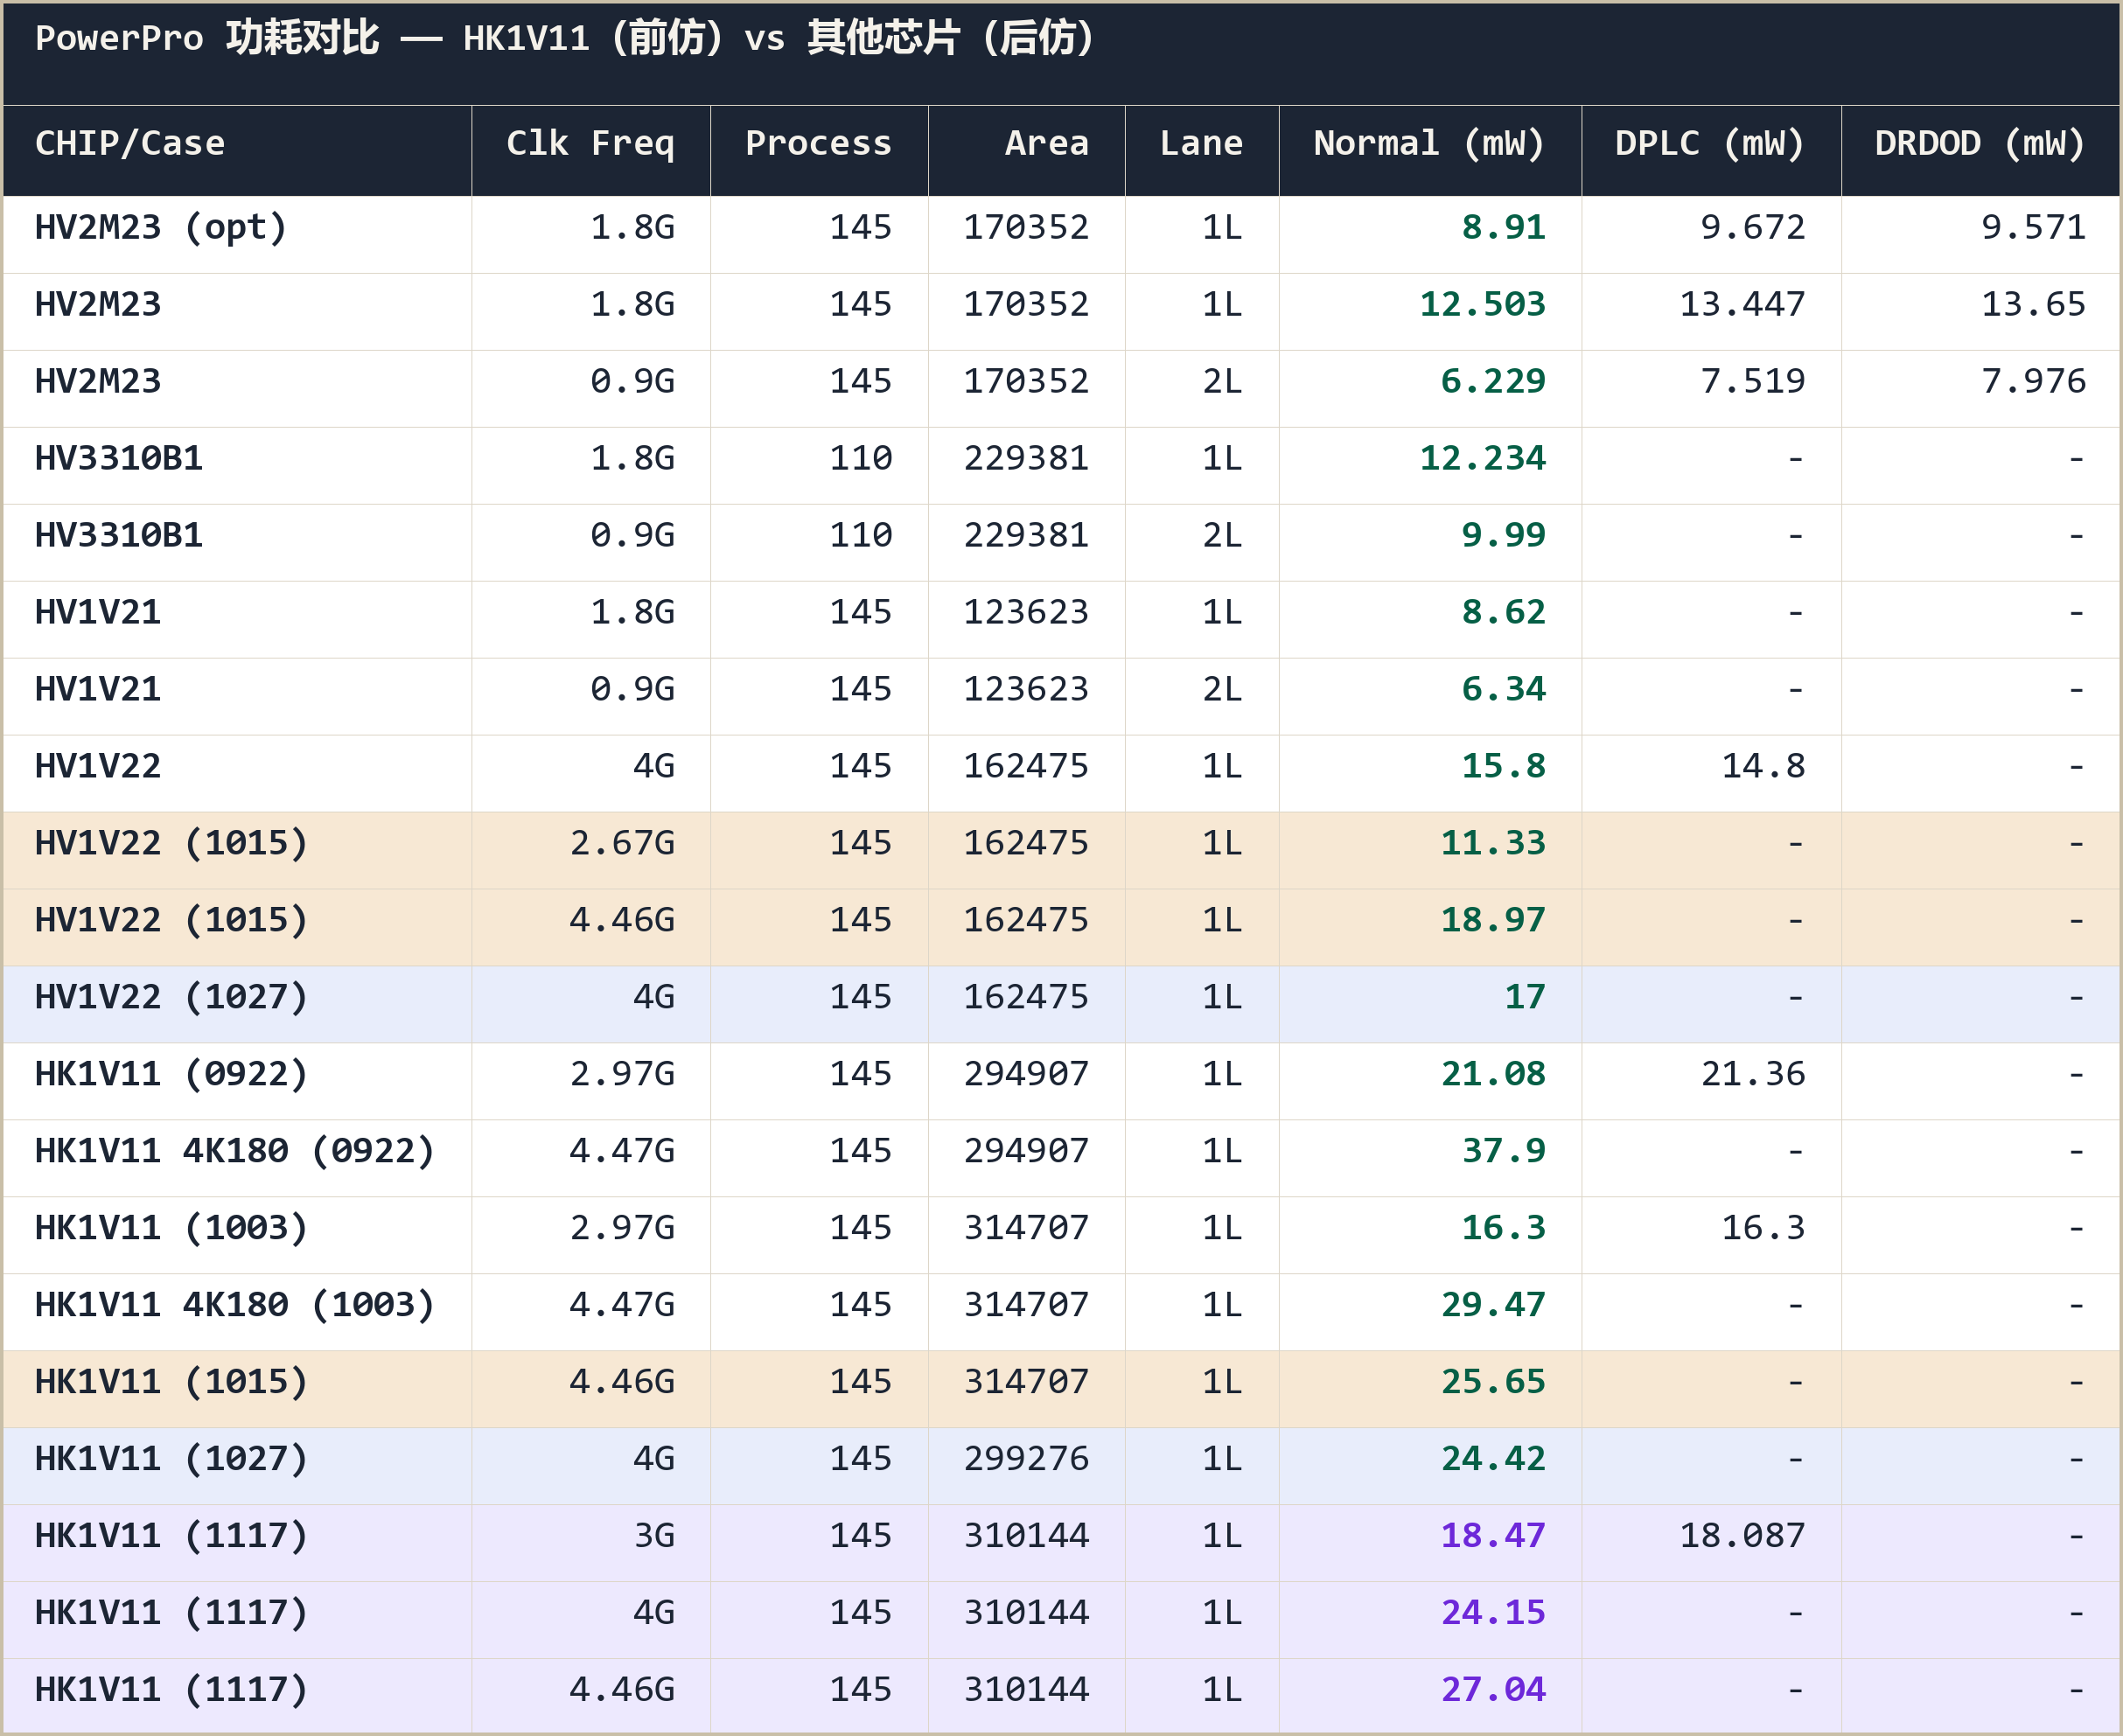 PowerPro 功耗对比 —— HK1V11 (前仿) vs 其他芯片 (后仿)
CHIP/Case Clk Freq Process Area Lane Normal (mW) DPLC (mW) DRDOD (mW)
HV2M23 (opt) 1.8G 145 170352 1L 8.91 9.672 9.571
HV2M23 1.8G 145 170352 1L 12.503 13.447 13.65
HV2M23 0.9G 145 170352 2L 6.229 7.519 7.976
HV3310B1 1.8G 110 229381 1L 12.234 - -
HV3310B1 0.9G 110 229381 2L 9.99 - -
HV1V21 1.8G 145 123623 1L 8.62 - -
HV1V21 0.9G 145 123623 2L 6.34 - -
HV1V22 4G 145 162475 1L 15.8 14.8 -
HV1V22 (1015) 2.67G 145 162475 1L 11.33 - -
HV1V22 (1015) 4.46G 145 162475 1L 18.97 - -
HV1V22 (1027) 4G 145 162475 1L 17 - -
HK1V11 (0922) 2.97G 145 294907 1L 21.08 21.36 -
HK1V11 4K180 (0922) 4.47G 145 294907 1L 37.9 - -
HK1V11 (1003) 2.97G 145 314707 1L 16.3 16.3 -
HK1V11 4K180 (1003) 4.47G 145 314707 1L 29.47 - -
HK1V11 (1015) 4.46G 145 314707 1L 25.65 - -
HK1V11 (1027) 4G 145 299276 1L 24.42 - -
HK1V11 (1117) 3G 145 310144 1L 18.47 18.087 -
HK1V11 (1117) 4G 145 310144 1L 24.15 - -
HK1V11 (1117) 4.46G 145 310144 1L 27.04 - -